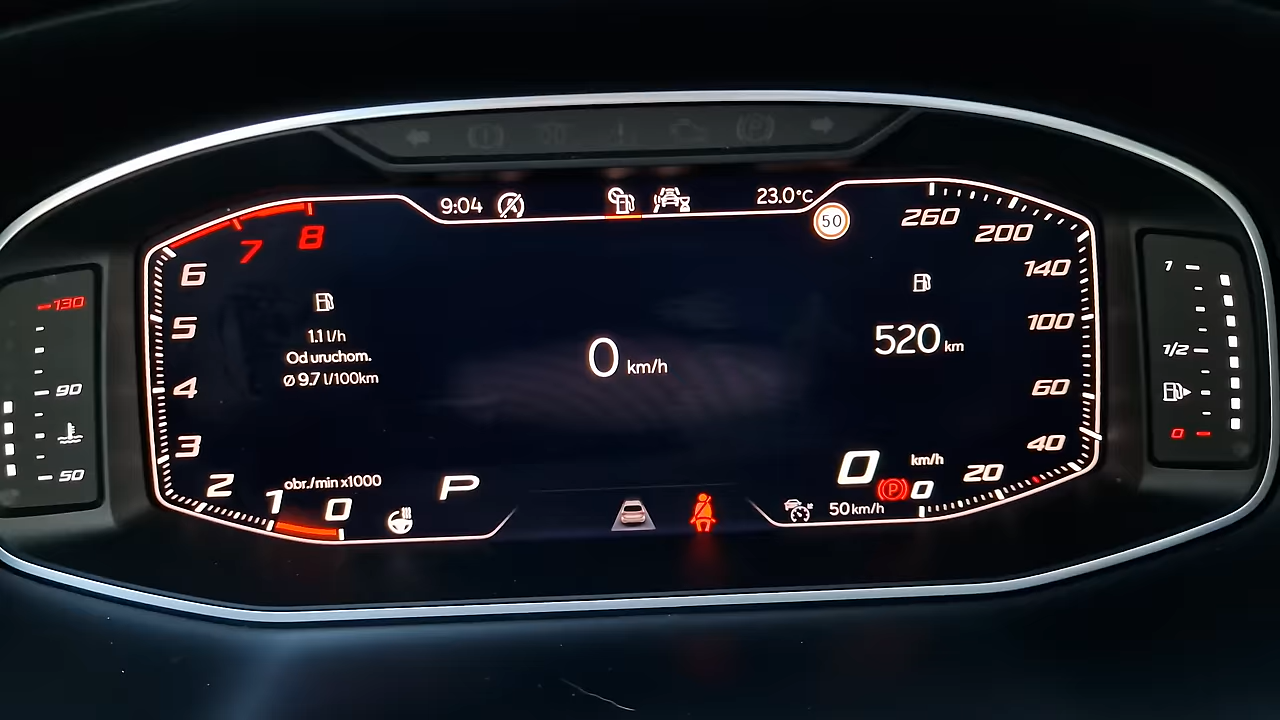 9:04
23.0°C
50
8
7
6
5
4
3
2
1
0
obr./min x1000
1.1 l/h
Od uruchom.
Ø 9.7 l/100km
P
0 km/h
520 km
260
200
140
100
60
40
20
0
0 km/h
P
50 km/h
130
90
50
1
1/2
0